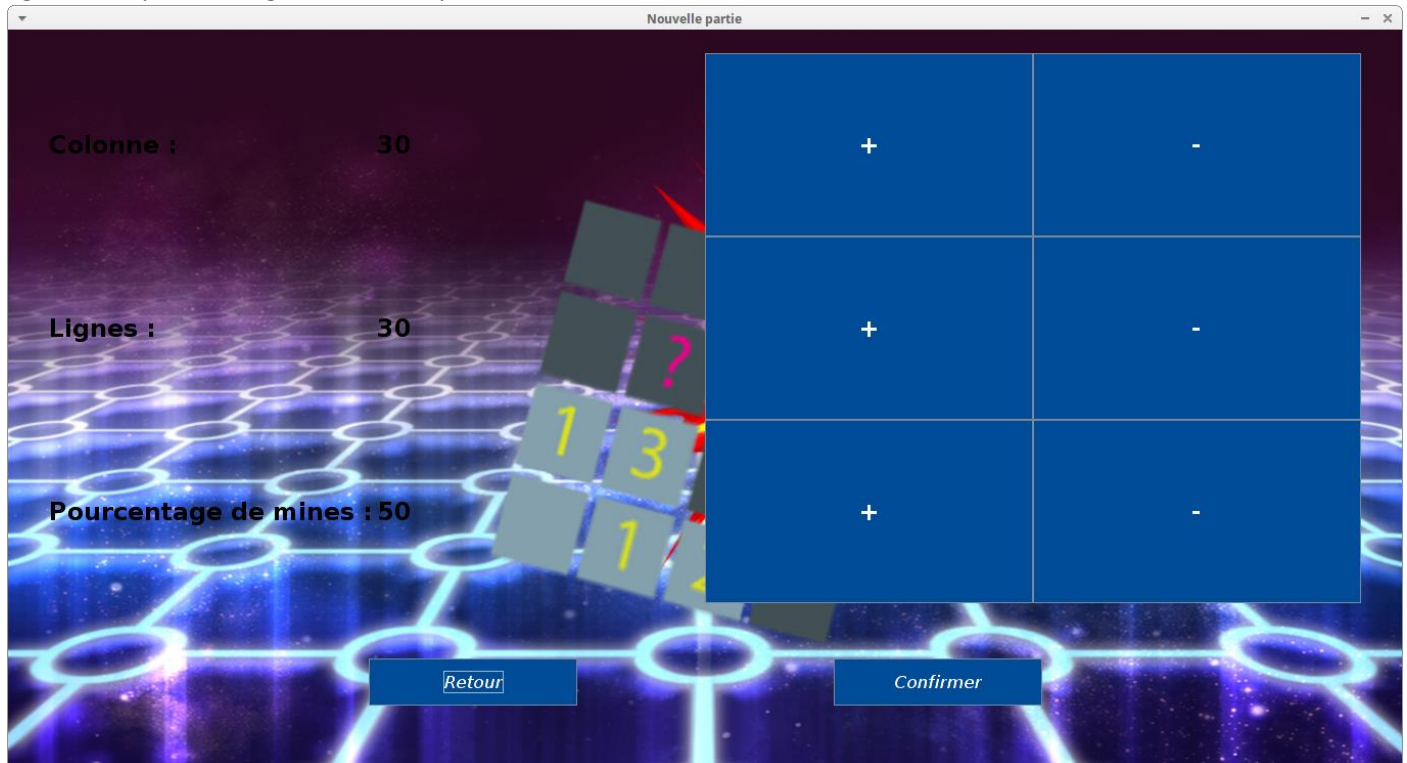 Nouvelle partie
Colonne : 30 + -
Lignes : 30 + -
?
1 3
Pourcentage de mines : 50 + -
1
Retour Confirmer